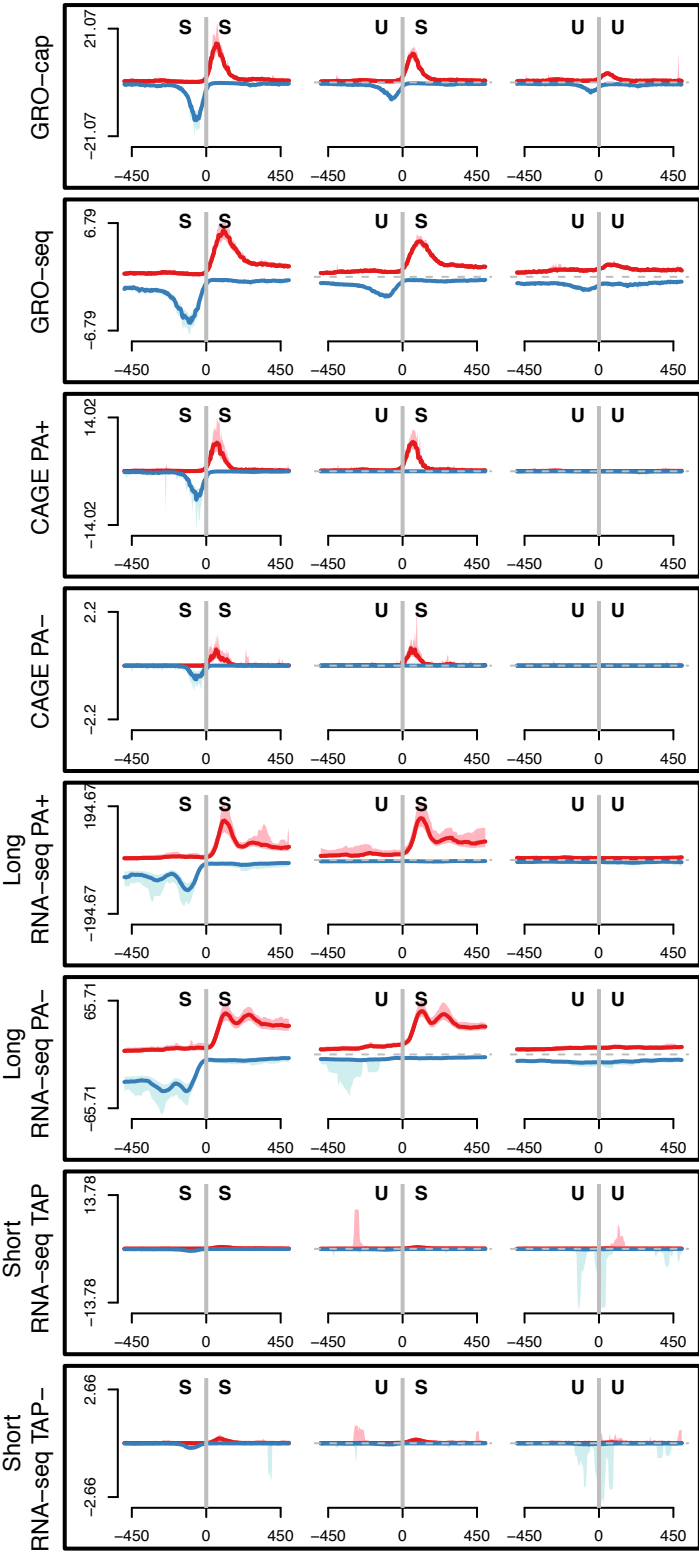 GRO−cap
21.07
−21.07
S S U S U U
−450 0 450 −450 0 450 −450 0 450
GRO−seq
6.79
−6.79
S S U S U U
−450 0 450 −450 0 450 −450 0 450
CAGE PA+
14.02
−14.02
S S U S U U
−450 0 450 −450 0 450 −450 0 450
CAGE PA−
2.2
−2.2
S S U S U U
−450 0 450 −450 0 450 −450 0 450
Long
RNA−seq PA+
194.67
−194.67
S S U S U U
−450 0 450 −450 0 450 −450 0 450
Long
RNA−seq PA−
65.71
−65.71
S S U S U U
−450 0 450 −450 0 450 −450 0 450
Short
RNA−seq TAP
13.78
−13.78
S S U S U U
−450 0 450 −450 0 450 −450 0 450
Short
RNA−seq TAP−
2.66
−2.66
S S U S U U
−450 0 450 −450 0 450 −450 0 450